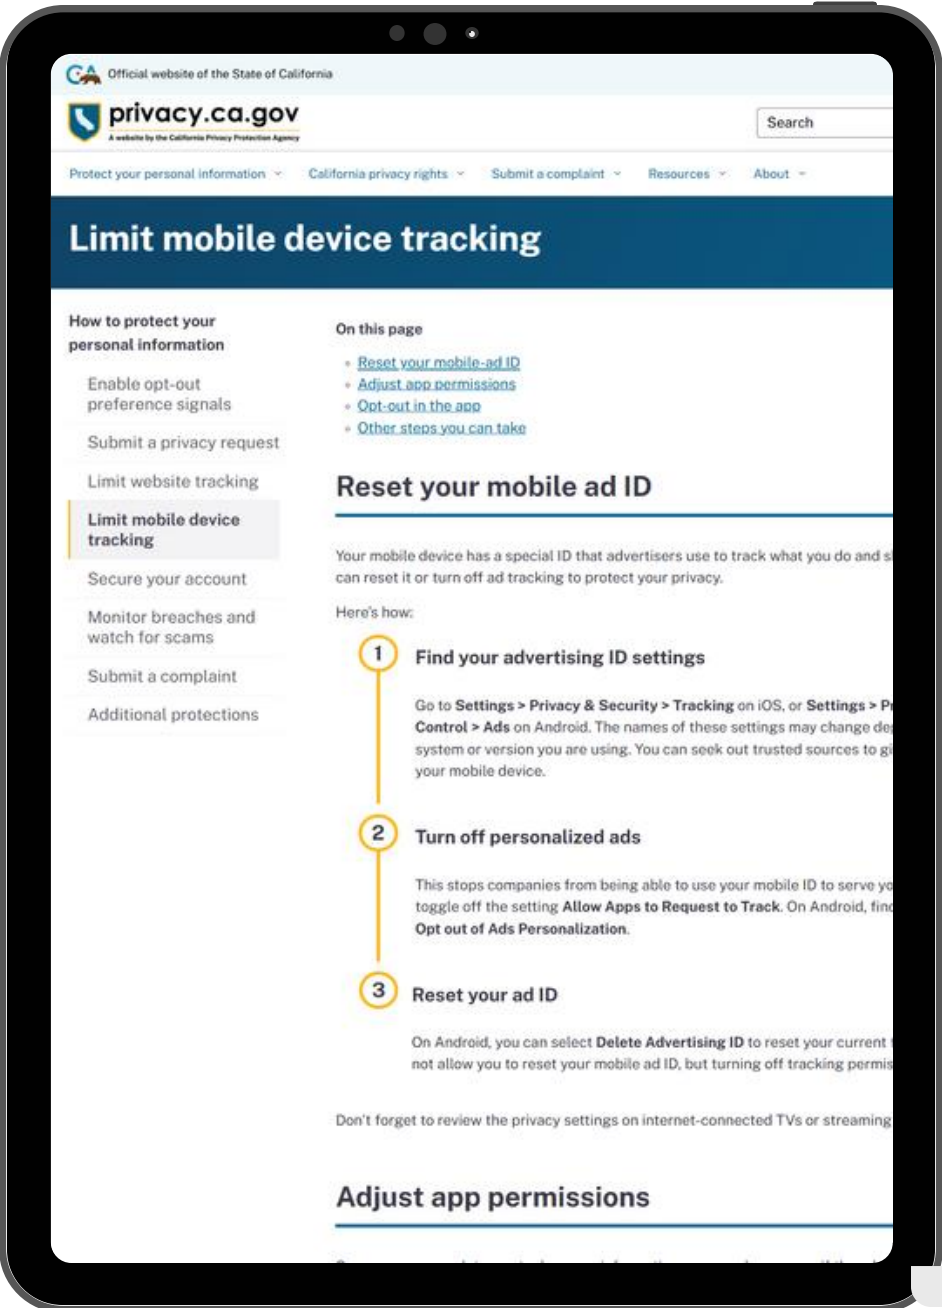 CA Official website of the State of California
privacy.ca.gov
A website by the California Privacy Protection Agency
Search
Protect your personal information California privacy rights Submit a complaint Resources About
Limit mobile device tracking
How to protect your
personal information
Enable opt-out
preference signals
Submit a privacy request
Limit website tracking
Limit mobile device
tracking
Secure your account
Monitor breaches and
watch for scams
Submit a complaint
Additional protections
On this page
Reset your mobile-ad ID
Adjust app permissions
Opt-out in the app
Other steps you can take
Reset your mobile ad ID
Your mobile device has a special ID that advertisers use to track what you do and
can reset it or turn off ad tracking to protect your privacy.
Here's how:
1 Find your advertising ID settings
Go to Settings > Privacy & Security > Tracking on iOS, or Settings >
Control > Ads on Android. The names of these settings may change
system or version you are using. You can seek out trusted sources to
your mobile device.
2 Turn off personalized ads
This stops companies from being able to use your mobile ID to serve
toggle off the setting Allow Apps to Request to Track. On Android,
Opt out of Ads Personalization.
3 Reset your ad ID
On Android, you can select Delete Advertising ID to reset your current
not allow you to reset your mobile ad ID, but turning off tracking
Don't forget to review the privacy settings on internet-connected TVs or streaming
Adjust app permissions